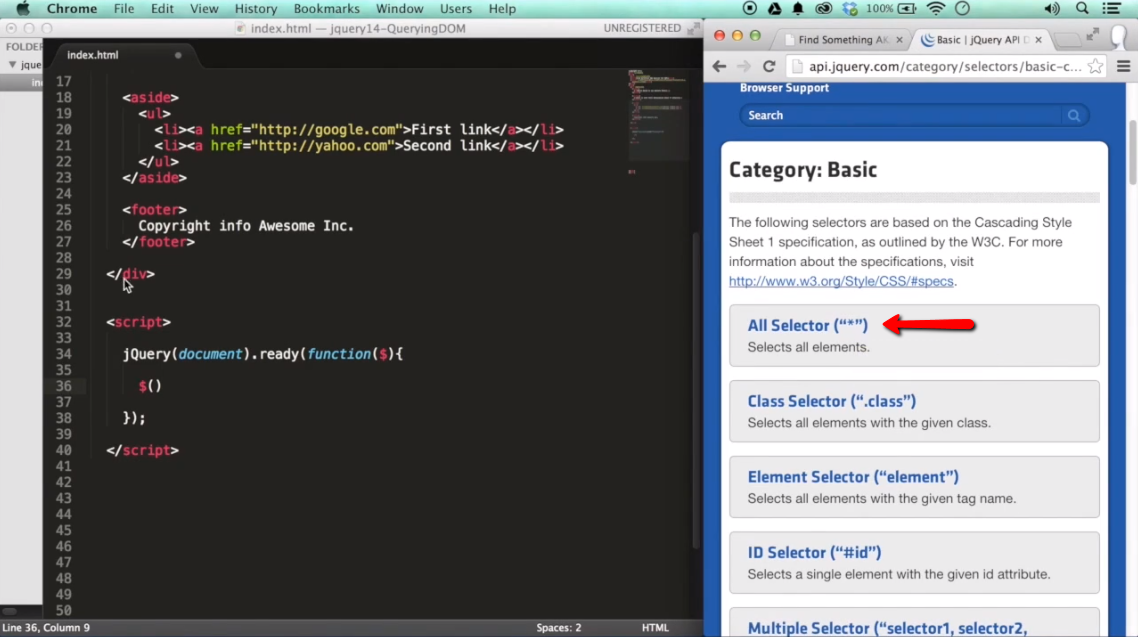 Chrome File Edit View History Bookmarks Window Users Help 100%
index.html — jquery14-QueryingDOM UNREGISTERED
FOLDER
jque
in
index.html
17
18 <aside>
19 <ul>
20 <li><a href="http://google.com">First link</a></li>
21 <li><a href="http://yahoo.com">Second link</a></li>
22 </ul>
23 </aside>
24
25 <footer>
26 Copyright info Awesome Inc.
27 </footer>
28
29 </div>
30
31
32 <script>
33
34 jQuery(document).ready(function($){
35
36 $()
37
38 });
39
40 </script>
41
42
43
44
45
46
47
48
49
50
Line 36, Column 9 Spaces: 2 HTML
Find Something AK Basic | jQuery API D
api.jquery.com/category/selectors/basic-c...
Browser Support
Search
Category: Basic
The following selectors are based on the Cascading Style
Sheet 1 specification, as outlined by the W3C. For more
information about the specifications, visit
http://www.w3.org/Style/CSS/#specs.
All Selector (“*”)
Selects all elements.
Class Selector (“.class”)
Selects all elements with the given class.
Element Selector (“element”)
Selects all elements with the given tag name.
ID Selector (“#id”)
Selects a single element with the given id attribute.
Multiple Selector (“selector1, selector2,